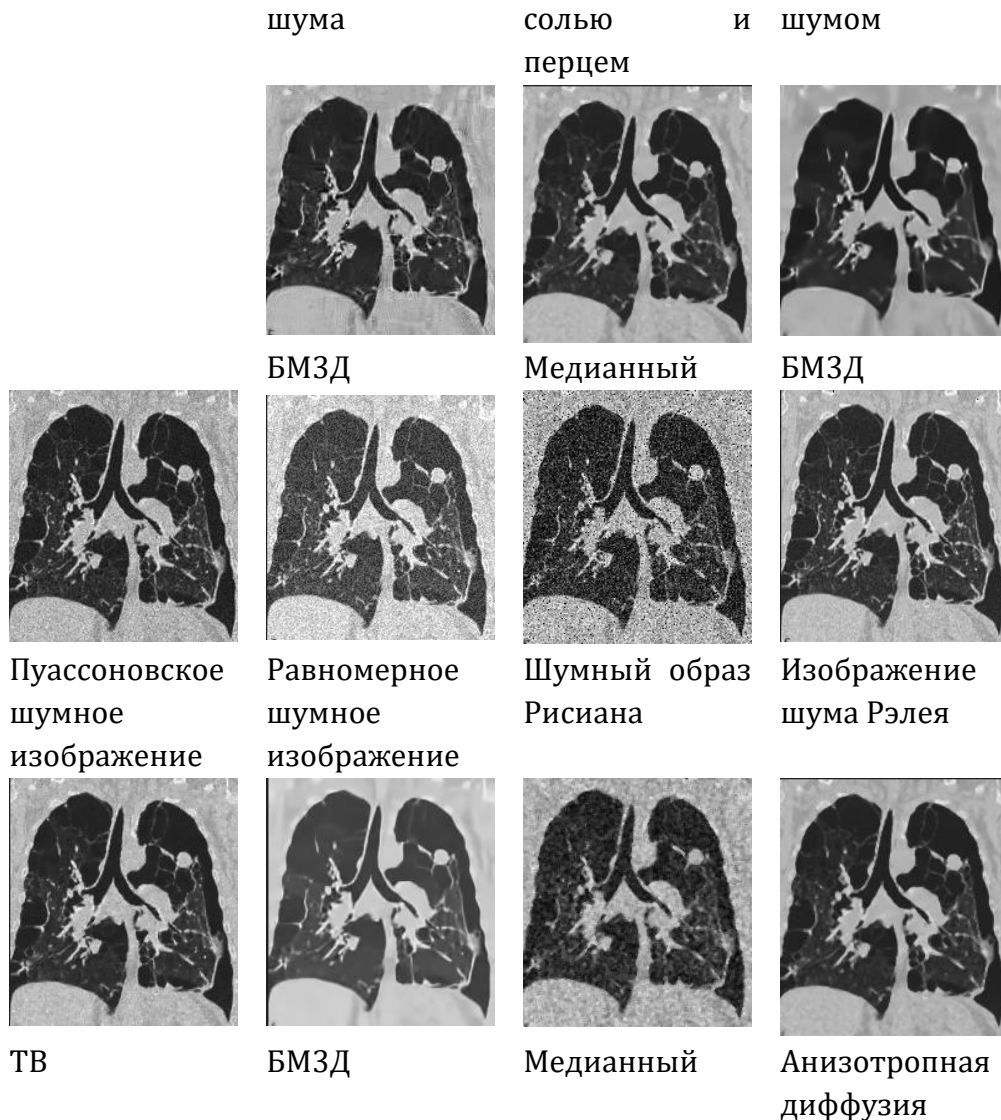 шума солью и шумом
перцем
БМЗД Медианный БМЗД
Пуассоновское Равномерное Шумный образ Изображение
шумное шумное Рисиана шума Рэлея
изображение изображение
ТВ БМЗД Медианный Анизотропная
диффузия